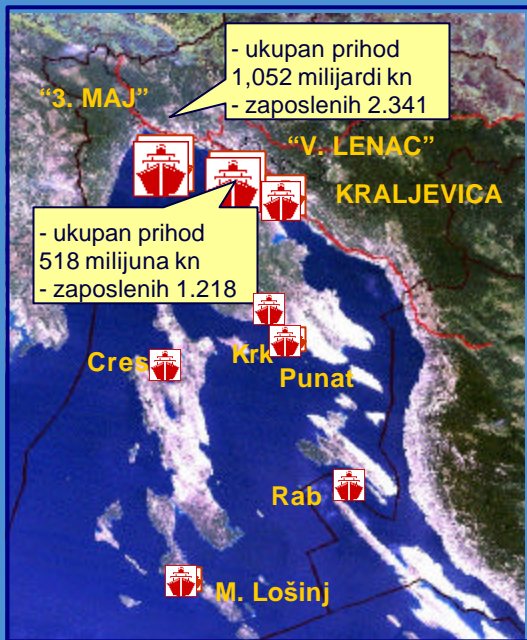 - ukupan prihod
1,052 milijardi kn
- zaposlenih 2.341
“3. MAJ”
“V. LENAC”
KRALJEVICA
- ukupan prihod
518 milijuna kn
- zaposlenih 1.218
Cres
Krk
Punat
Rab
M. Lošinj